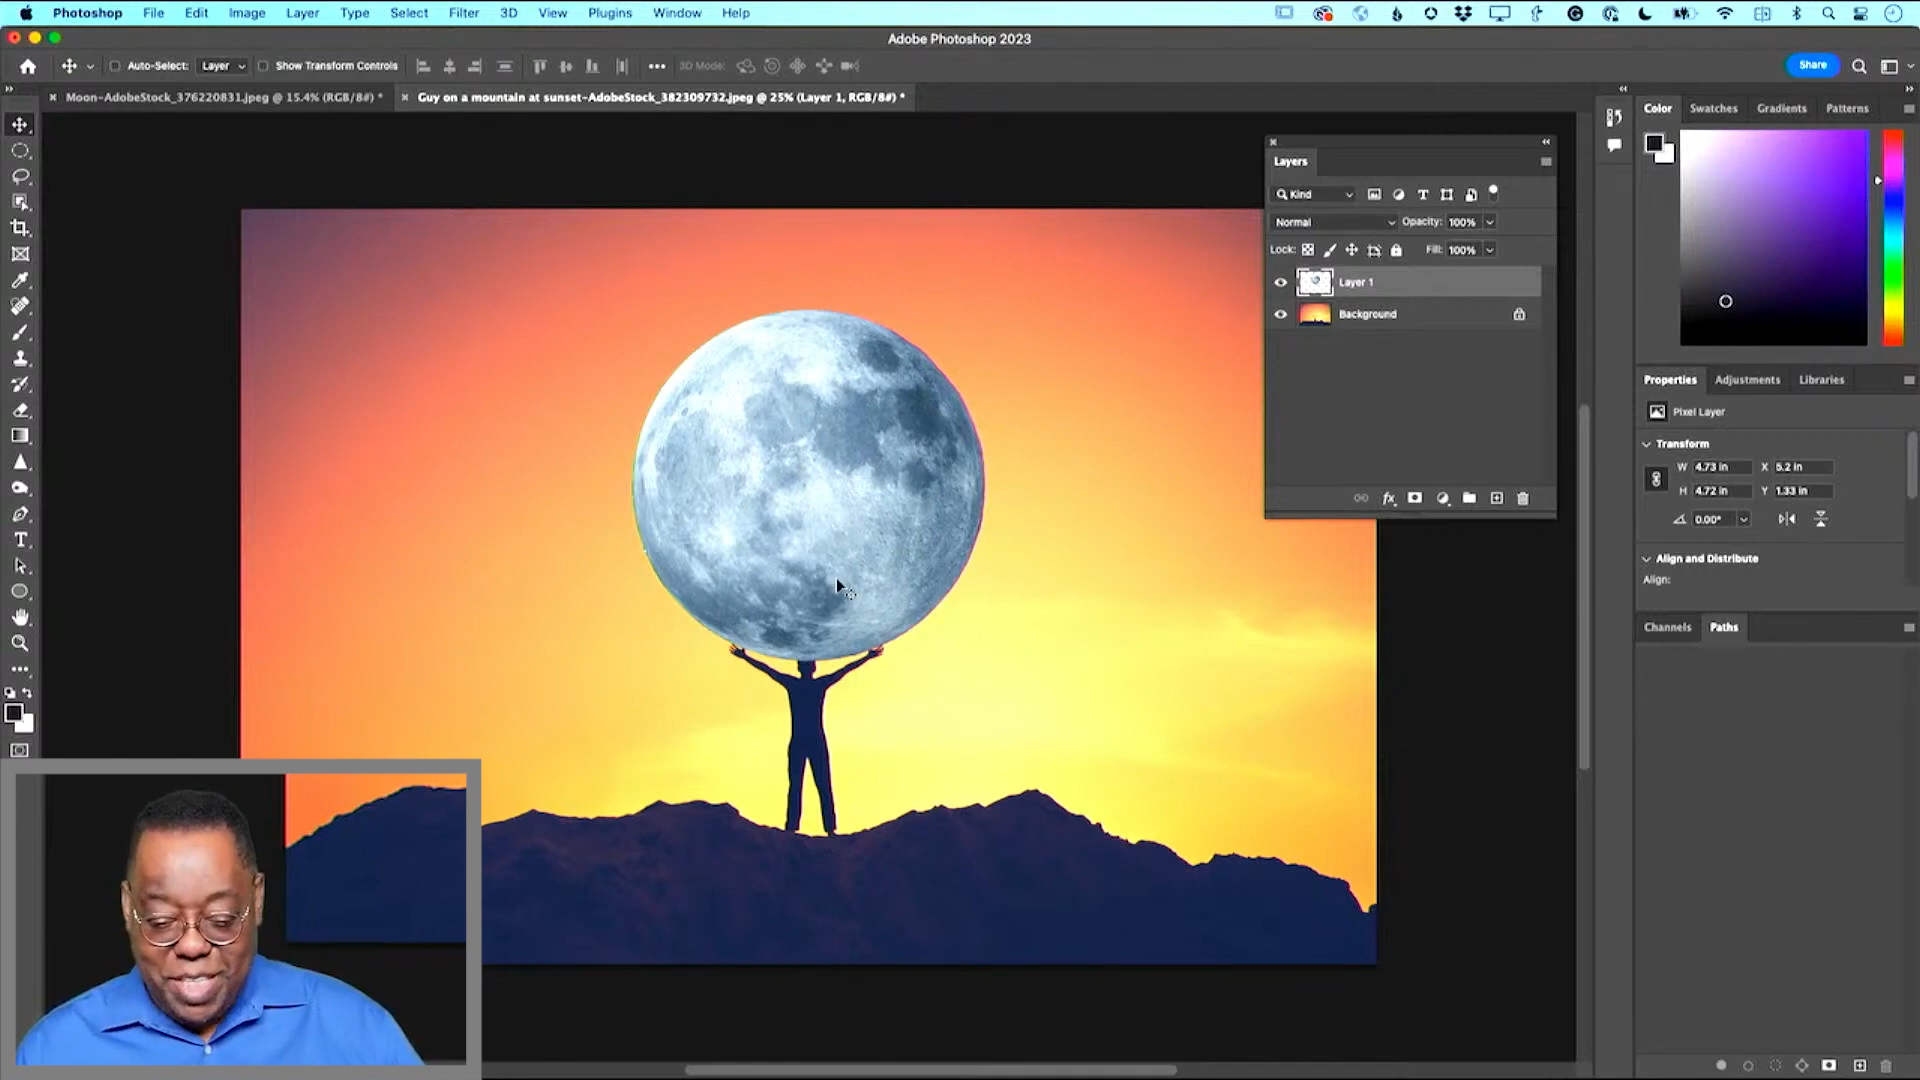 Photoshop File Edit Image Layer Type Select Filter 3D View Plugins Window Help
Adobe Photoshop 2023
Auto-Select: Layer Show Transform Controls 3D Mode: Share
Moon-AdobeStock_376220831.jpeg @ 15.4% (RGB/8#) *
Guy on a mountain at sunset-AdobeStock_382309732.jpeg @ 25% (Layer 1, RGB/8#) *
Layers
Kind
Normal Opacity: 100%
Lock: Fill: 100%
Layer 1
Background
fx
Color Swatches Gradients Patterns
Properties Adjustments Libraries
Pixel Layer
Transform
W 4.73 in X 5.2 in
H 4.72 in Y 1.33 in
0.00°
Align and Distribute
Align:
Channels Paths